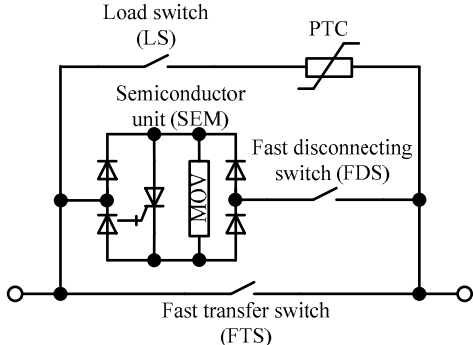 Load switch
(LS)
PTC
Semiconductor
unit (SEM)
Fast disconnecting
switch (FDS)
MOV
Fast transfer switch
(FTS)